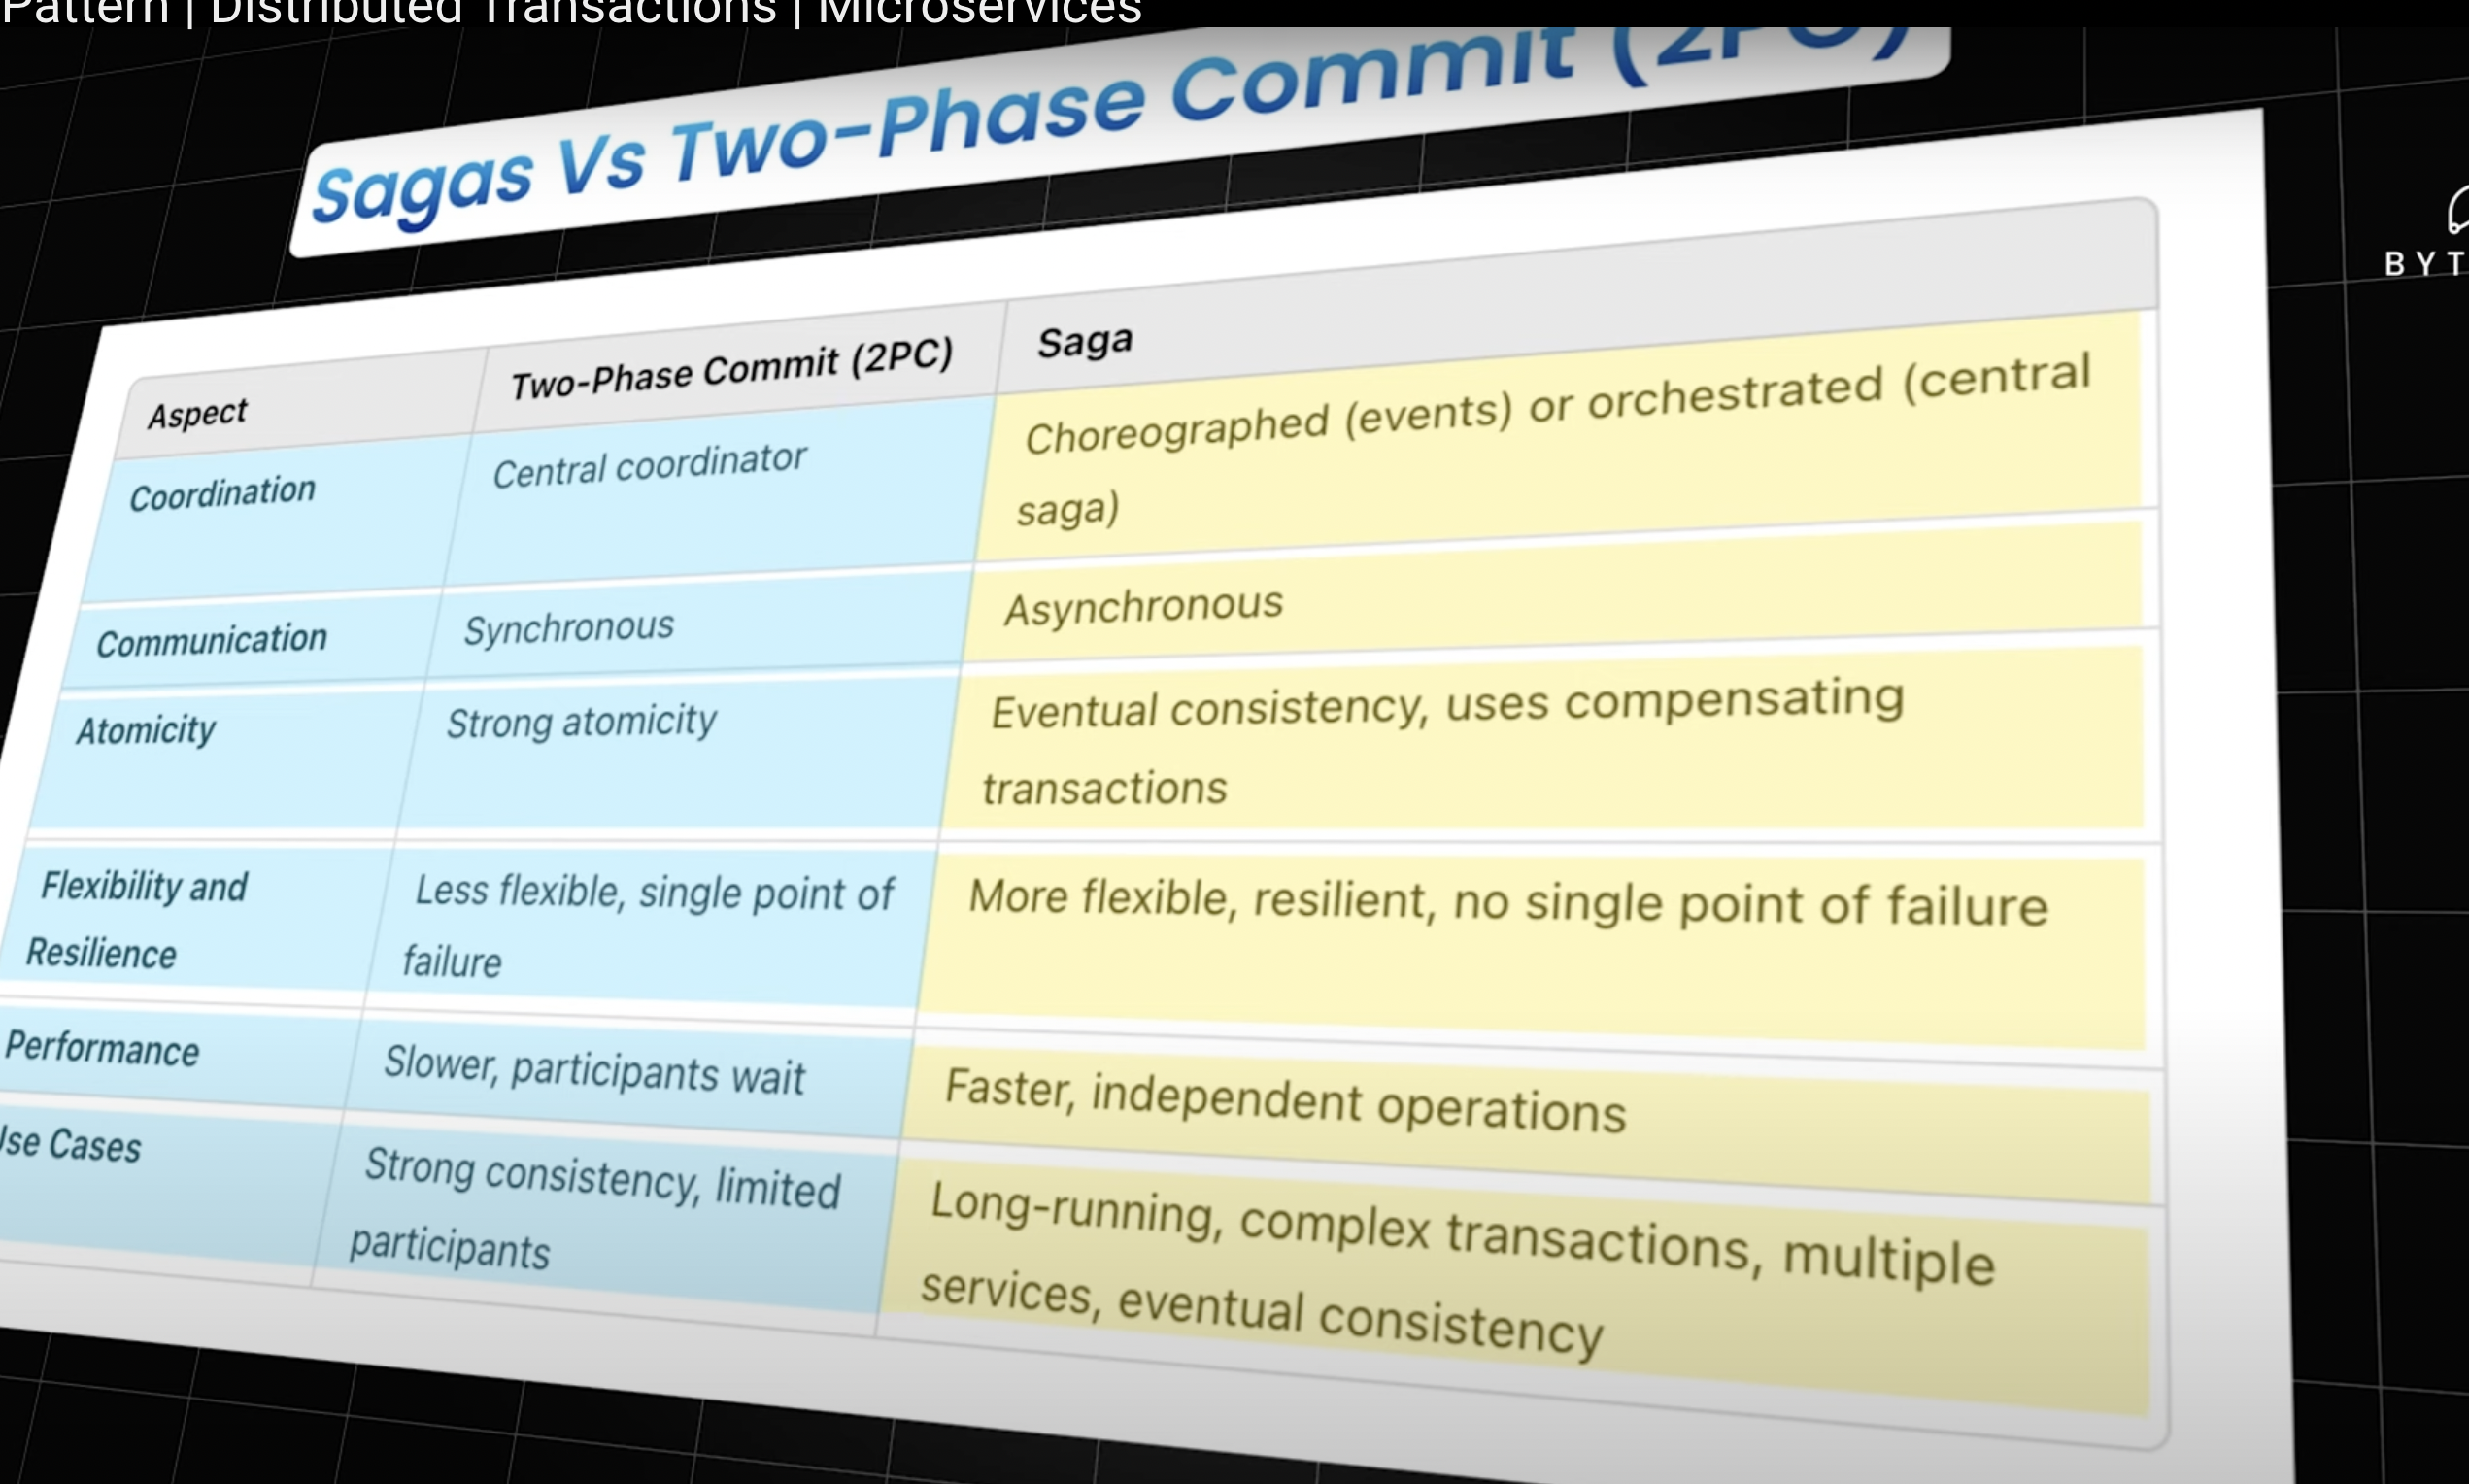 Pattern | Distributed Transactions | Microservices
Sagas Vs Two-Phase Commit (2PC)
Aspect
Two-Phase Commit (2PC)
Saga
Coordination
Central coordinator
Choreographed (events) or orchestrated (central
saga)
Communication
Synchronous
Asynchronous
Atomicity
Strong atomicity
Eventual consistency, uses compensating
transactions
Flexibility and
Resilience
Less flexible, single point of
failure
More flexible, resilient, no single point of failure
Performance
Slower, participants wait
Faster, independent operations
Use Cases
Strong consistency, limited
participants
Long-running, complex transactions, multiple
services, eventual consistency